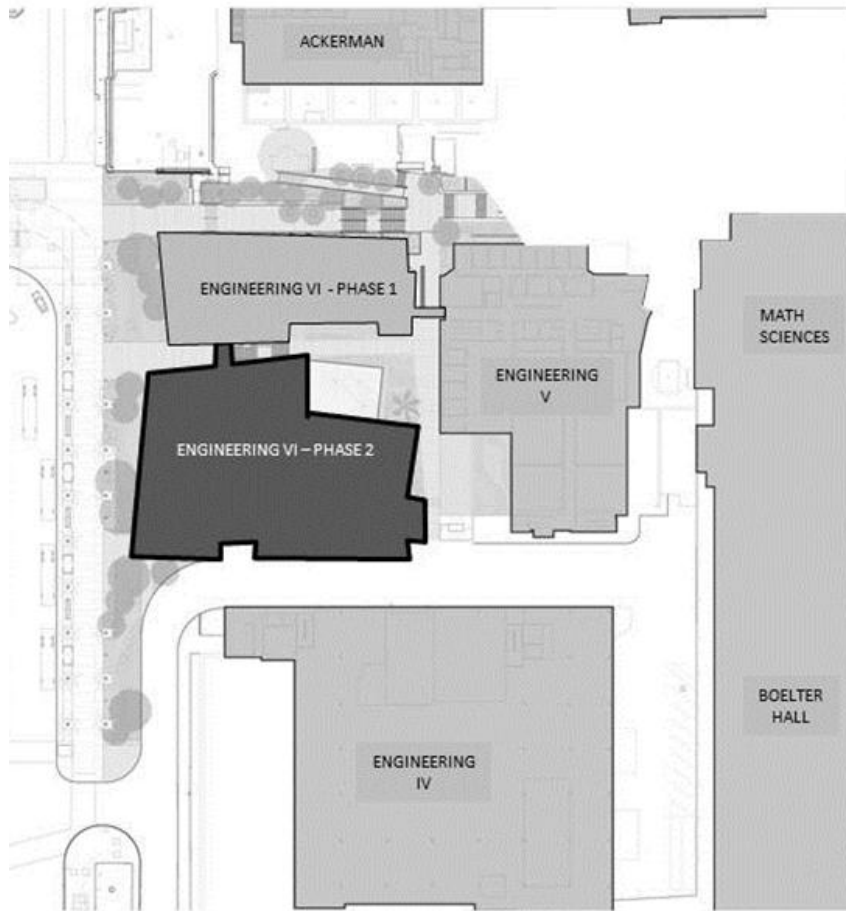 ACKERMAN
ENGINEERING VI - PHASE 1
MATH
SCIENCES
ENGINEERING
V
ENGINEERING VI – PHASE 2
BOELTER
HALL
ENGINEERING
IV